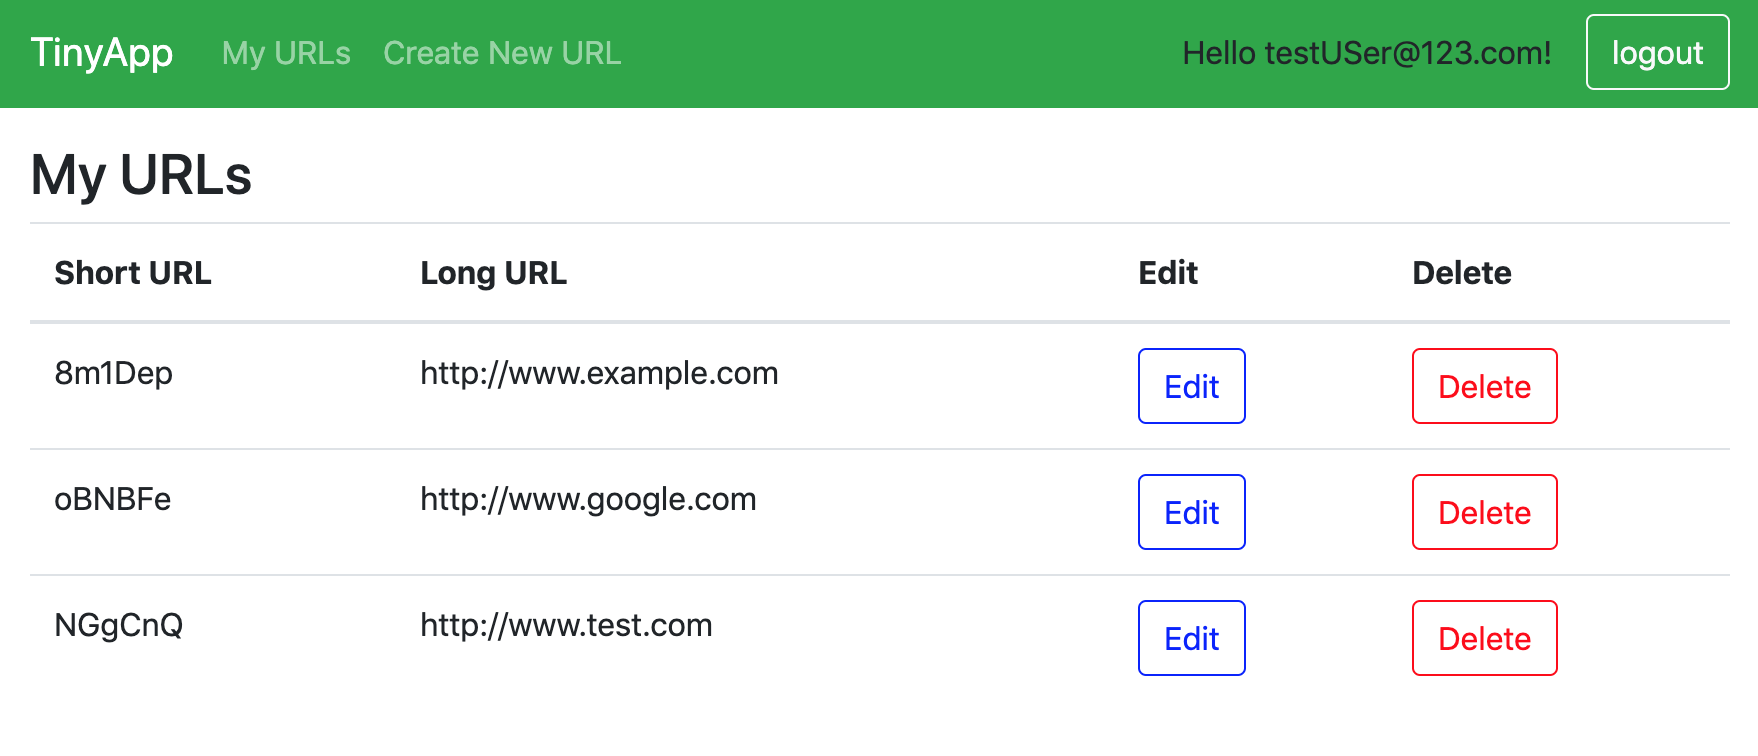 TinyApp My URLs Create New URL Hello testUSer@123.com! logout
My URLs
Short URL Long URL Edit Delete
8m1Dep http://www.example.com Edit Delete
oBNBFe http://www.google.com Edit Delete
NGgCnQ http://www.test.com Edit Delete